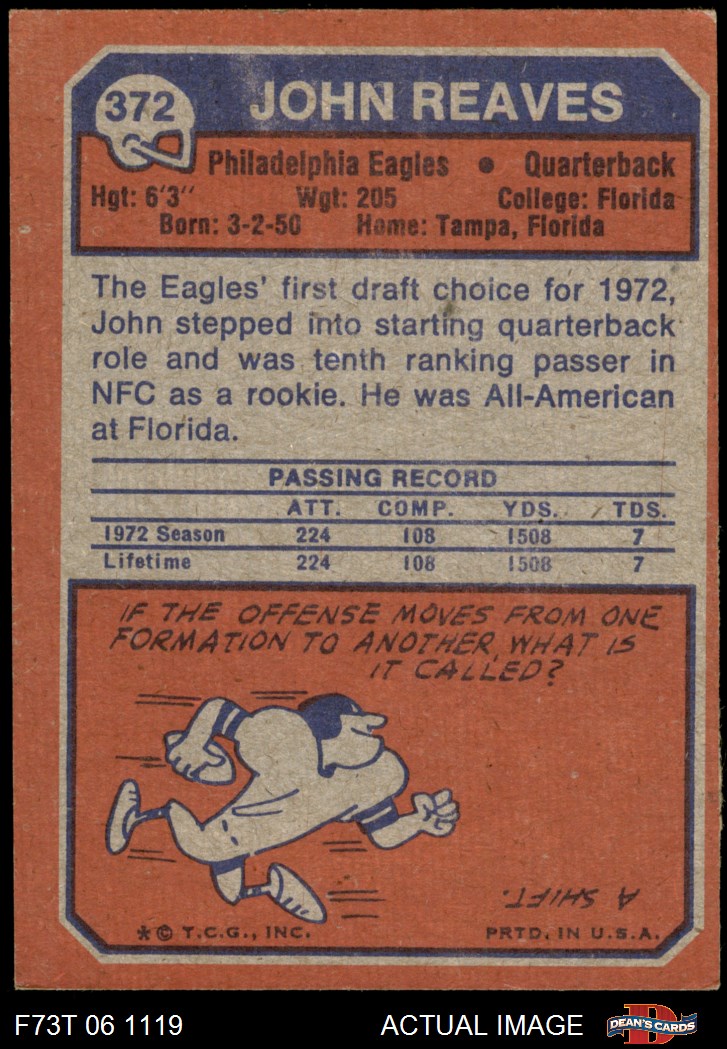 372
JOHN REAVES
Philadelphia Eagles • Quarterback
Hgt: 6'3" Wgt: 205 College: Florida
Born: 3-2-50 Home: Tampa, Florida
The Eagles' first draft choice for 1972,
John stepped into starting quarterback
role and was tenth ranking passer in
NFC as a rookie. He was All-American
at Florida.
PASSING RECORD
ATT. COMP. YDS. TDS.
1972 Season 224 108 1508 7
Lifetime 224 108 1508 7
IF THE OFFENSE MOVES FROM ONE
FORMATION TO ANOTHER, WHAT IS
IT CALLED?
A SHIFT.
*© T.C.G., INC. PRTD. IN U.S.A.
F73T 06 1119 ACTUAL IMAGE
D
DEAN'S CARDS